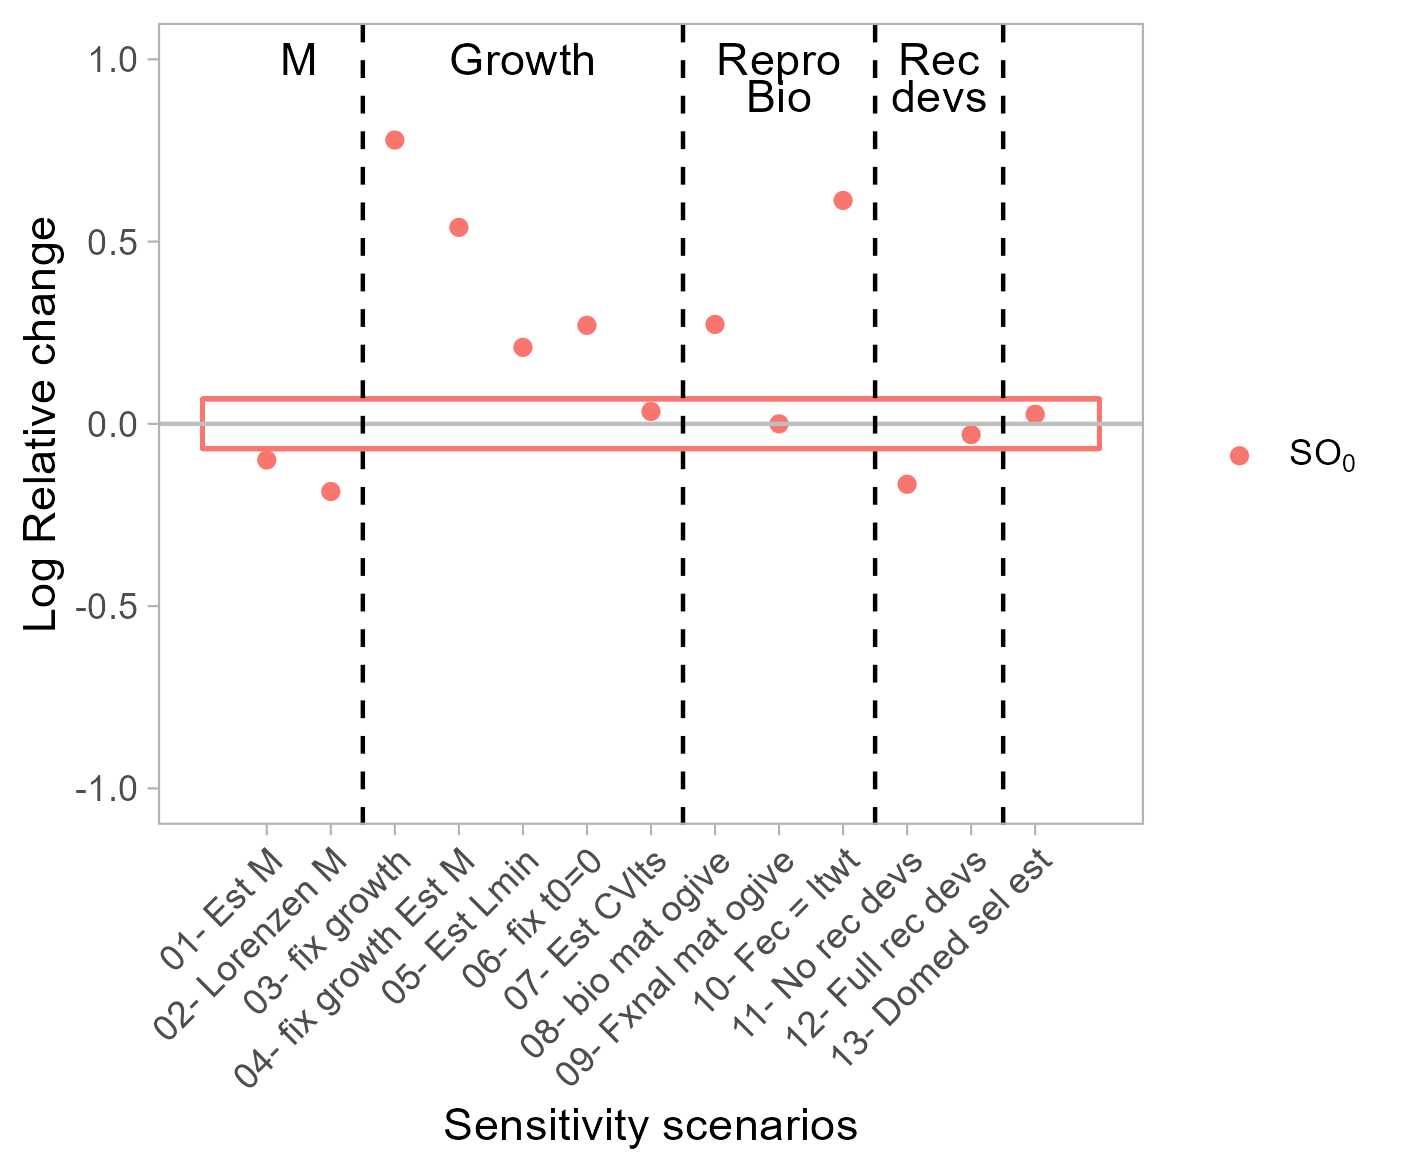 M
Growth
Repro
Bio
Rec
devs
1.0
0.5
0.0
-0.5
-1.0
Log Relative change
SO₀
01- Est M
02- Lorenzen M
03- fix growth
04- fix growth Est M
05- Est Lmin
06- fix t0=0
07- Est CVlts
08- bio mat ogive
09- Fxnal mat ogive
10- Fec = ltwt
11- No rec devs
12- Full rec devs
13- Domed sel est
Sensitivity scenarios